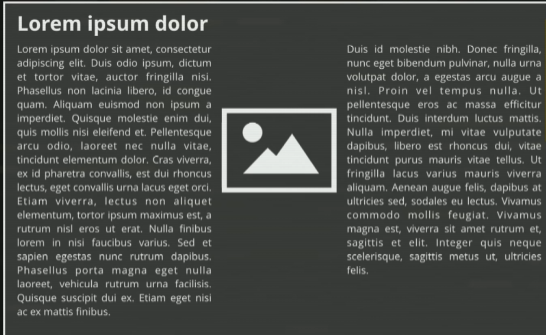 Lorem ipsum dolor
Lorem ipsum dolor sit amet, consectetur
adipiscing elit. Duis odio ipsum, dictum
et tortor vitae, auctor fringilla nisi.
Phasellus non lacinia libero, id congue
quam. Aliquam euismod non ipsum a
imperdiet. Quisque molestie enim dui,
quis mollis nisi eleifend et. Pellentesque
arcu odio, laoreet nec nulla vitae,
tincidunt elementum dolor. Cras viverra,
ex id pharetra convallis, est dui rhoncus
lectus, eget convallis urna lacus eget orci.
Etiam viverra, lectus non aliquet
elementum, tortor ipsum maximus est, a
rutrum nisl eros ut erat. Nulla finibus
lorem in nisi faucibus varius. Sed et
sapien egestas nunc rutrum dapibus.
Phasellus porta magna eget nulla
laoreet, vehicula rutrum urna facilisis.
Quisque suscipit dui ex. Etiam eget nisi
ac ex mattis finibus.
Duis id molestie nibh. Donec fringilla,
nunc eget bibendum pulvinar, nulla urna
volutpat dolor, a egestas arcu augue a
nisl. Proin vel tempus nulla. Ut
pellentesque eros ac massa efficitur
tincidunt. Duis interdum luctus mattis.
Nulla imperdiet, mi vitae vulputate
dapibus, libero est rhoncus dui, vitae
tincidunt purus mauris vitae tellus. Ut
fringilla lacus varius mauris viverra
aliquam. Aenean augue felis, dapibus at
ultricies sed, sodales eu lectus. Vivamus
commodo mollis feugiat. Vivamus
magna est, viverra sit amet rutrum et,
sagittis et elit. Integer quis neque
scelerisque, sagittis metus ut, ultricies
felis.